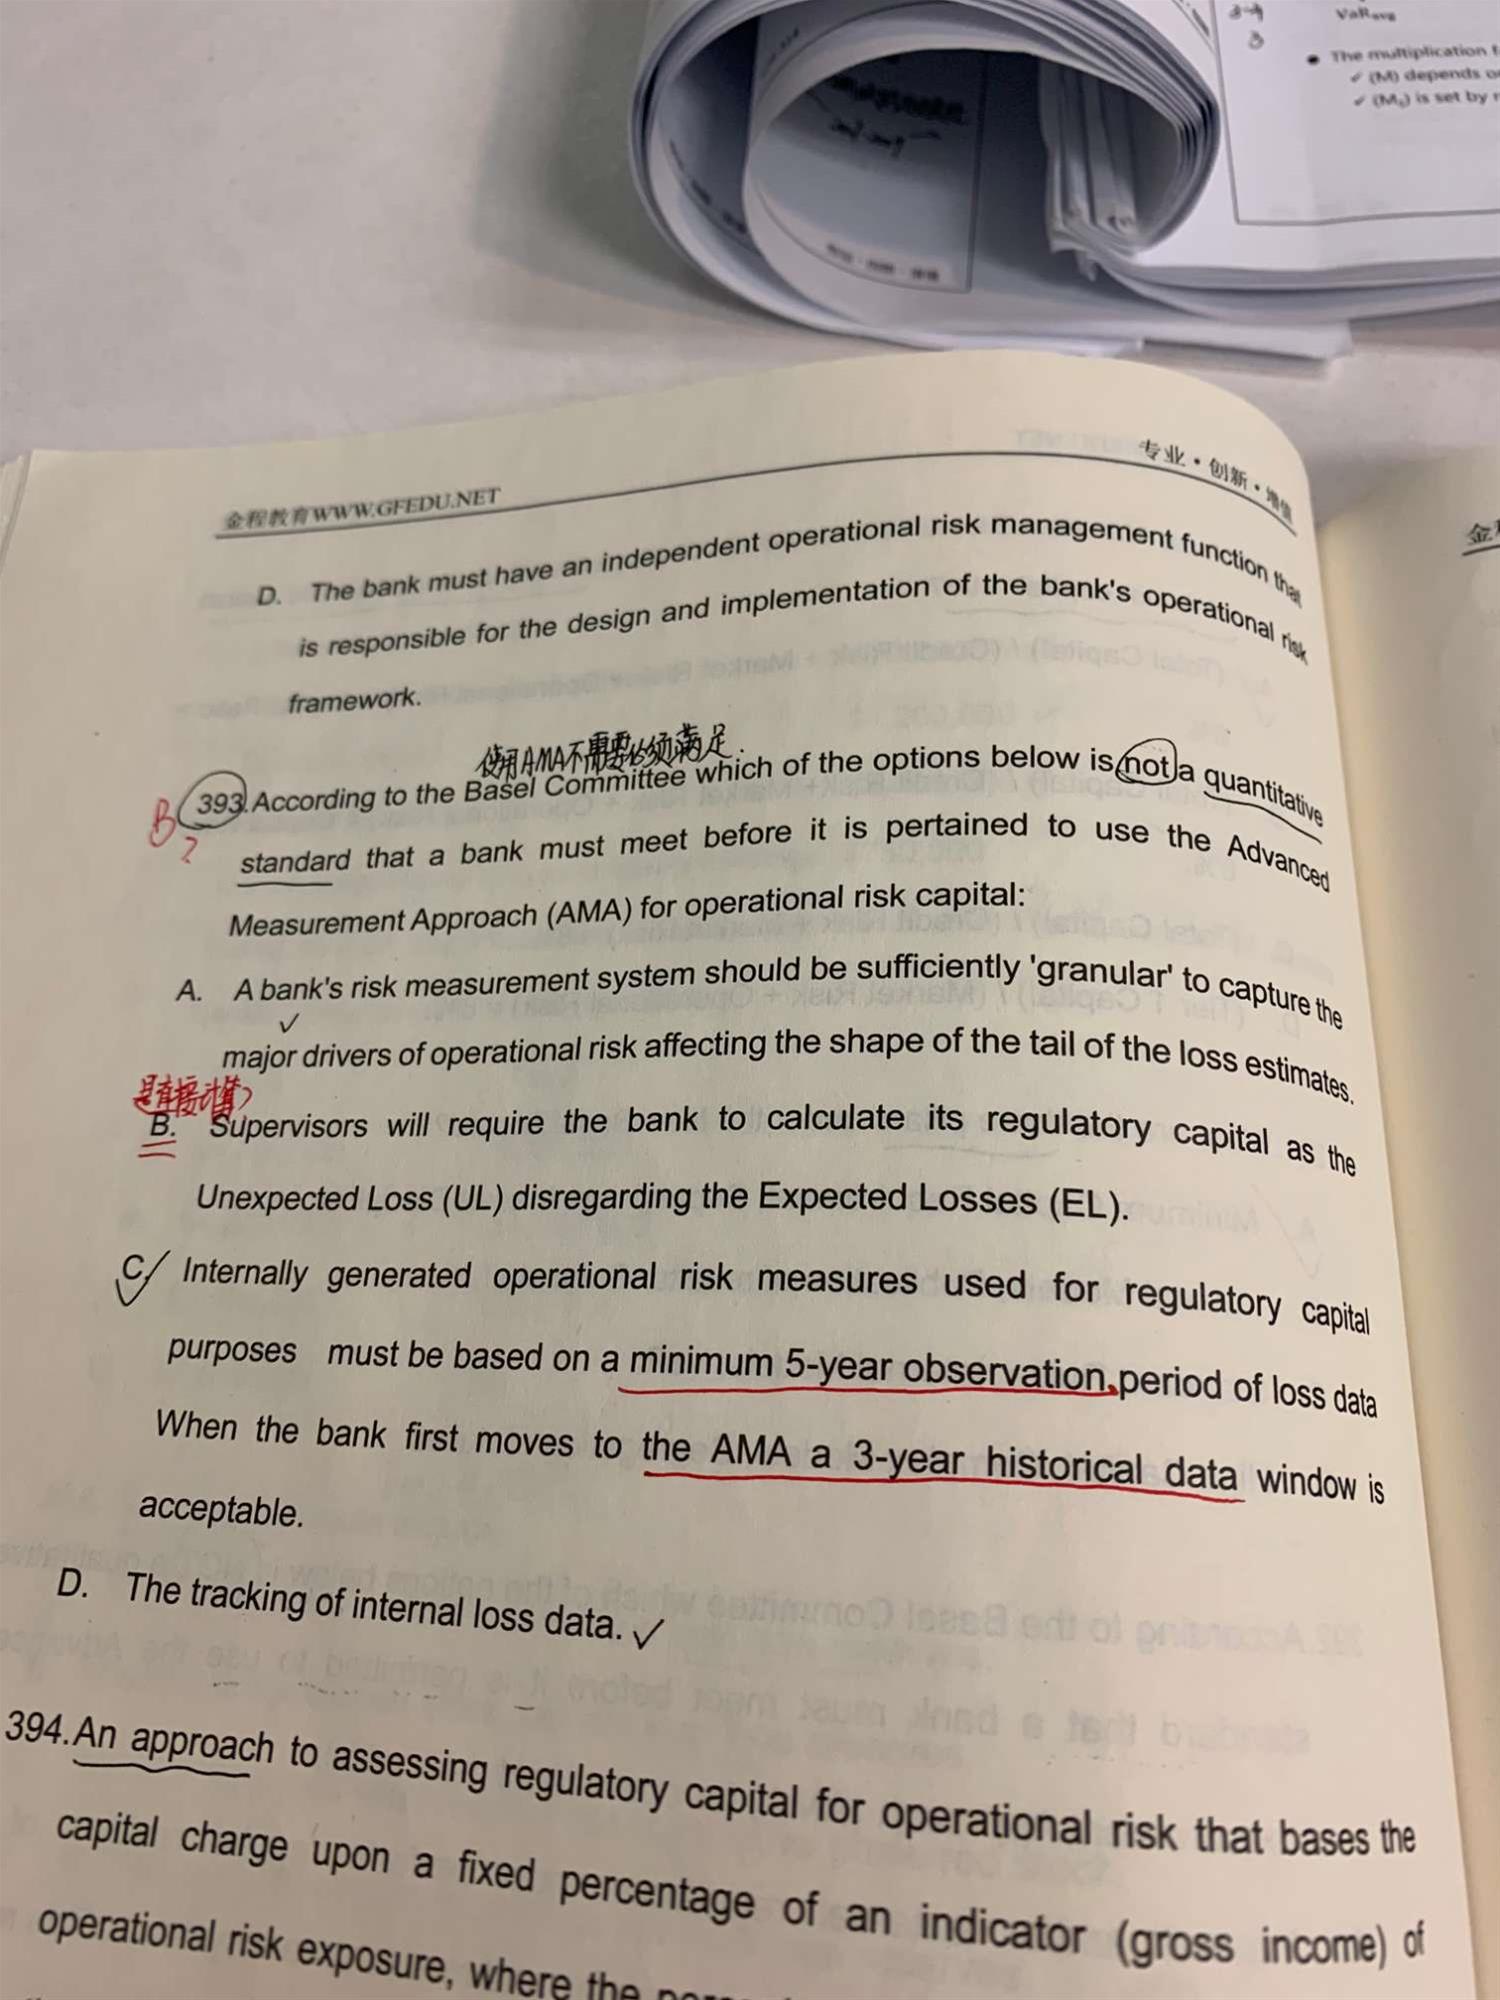 VaRavg
The multiplication
✓ (M) depends
✓ (Ms) is set by
金程教育WWW.GFEDU.NET
专业·创新·增值
D. The bank must have an independent operational risk management function that
is responsible for the design and implementation of the bank's operational risk
framework.
使用AMA不需要必须满足.
393.According to the Basel Committee which of the options below is not a quantitative
B
?
standard that a bank must meet before it is pertained to use the Advanced
Measurement Approach (AMA) for operational risk capital:
A. A bank's risk measurement system should be sufficiently 'granular' to capture the
major drivers of operational risk affecting the shape of the tail of the loss estimates.
是直接计算?
B. Supervisors will require the bank to calculate its regulatory capital as the
Unexpected Loss (UL) disregarding the Expected Losses (EL).
C. Internally generated operational risk measures used for regulatory capital
purposes must be based on a minimum 5-year observation period of loss data
When the bank first moves to the AMA a 3-year historical data window is
acceptable.
D. The tracking of internal loss data. ✓
394.An approach to assessing regulatory capital for operational risk that bases the
capital charge upon a fixed percentage of an indicator (gross income) of
operational risk exposure, where the